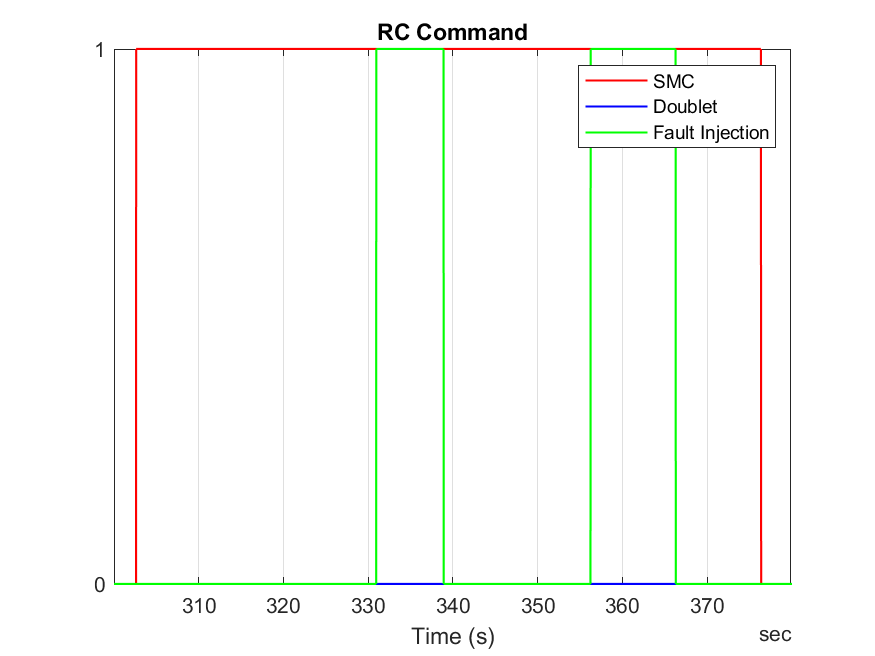 RC Command
1
SMC
Doublet
Fault Injection
0
310 320 330 340 350 360 370
Time (s)
sec